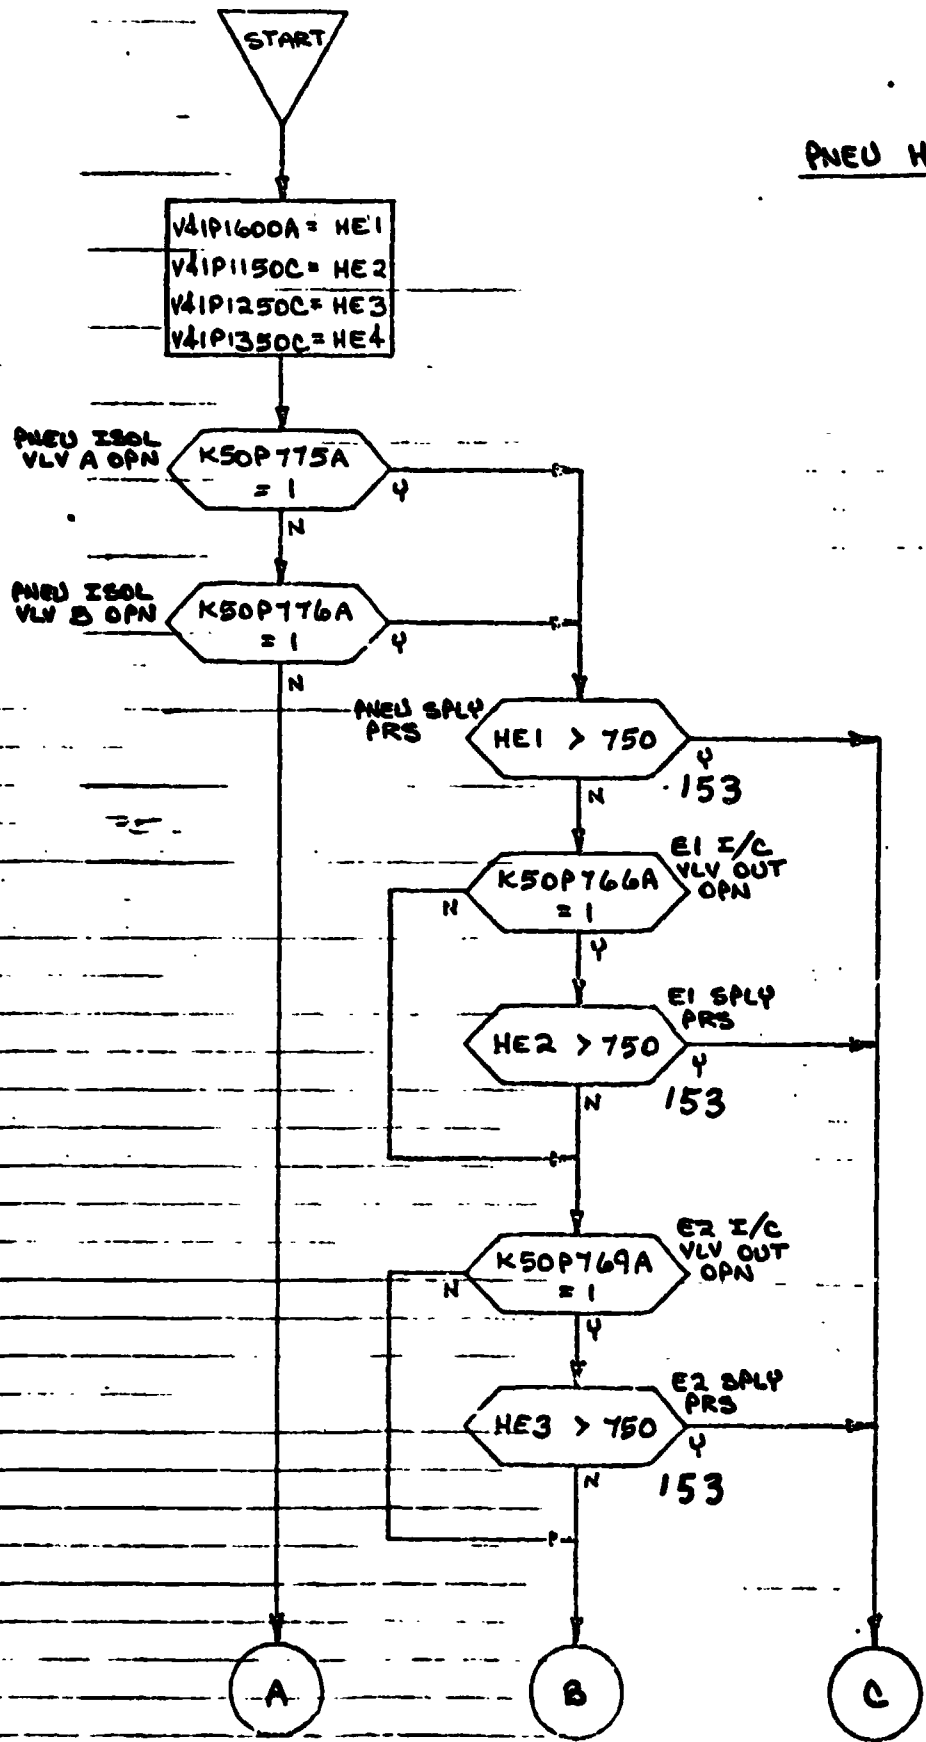 START
PNEU H
V41P1600A = HE1
V41P1150C = HE2
V41P1250C = HE3
V41P1350C = HE4
PNEU ISOL
VLV A OPN
K50P775A
= 1
Y
N
PNEU ISOL
VLV B OPN
K50P776A
= 1
Y
N
PNEU SPLY
PRS
HE1 > 750
Y
153
N
E1 I/C
VLV OUT
OPN
K50P766A
= 1
N
Y
E1 SPLY
PRS
HE2 > 750
Y
153
N
E2 I/C
VLV OUT
OPN
K50P769A
= 1
N
Y
E2 SPLY
PRS
HE3 > 750
Y
153
N
A
B
C